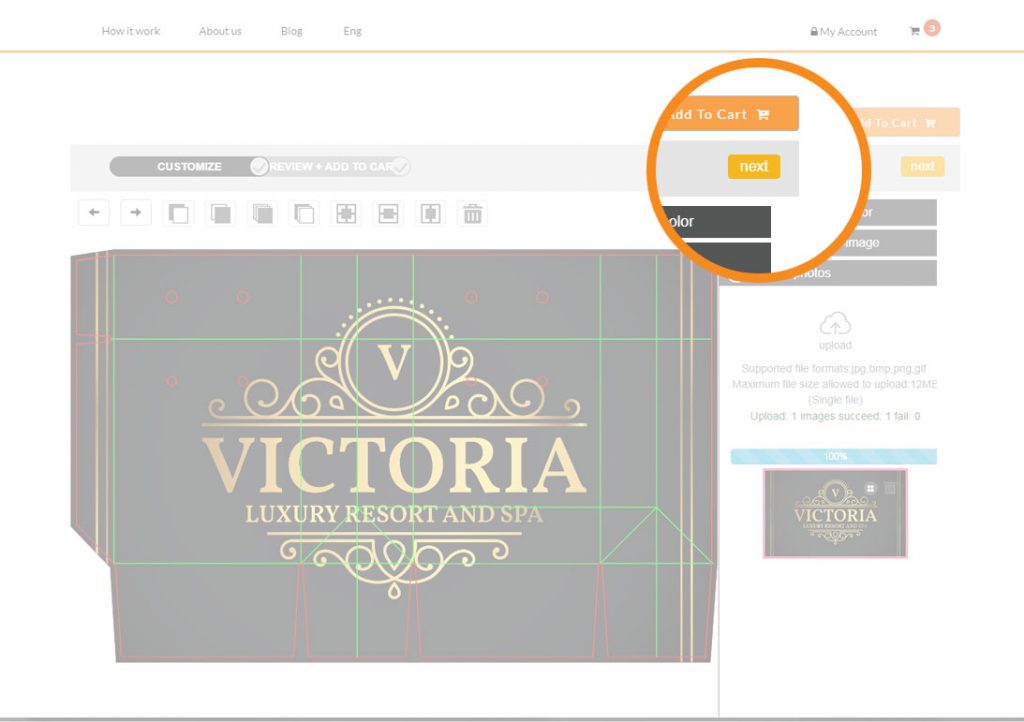 How it work About us Blog Eng My Account 3
Add To Cart
dd To Cart
CUSTOMIZE REVIEW + ADD TO CAR
next
next
olor
or
image
photos
V
VICTORIA
LUXURY RESORT AND SPA
upload
Supported file formats:jpg,bmp,png,gif
Maximum file size allowed to upload:12ME
(Single file)
Upload: 1 images succeed: 1 fail: 0
100%
V
VICTORIA
LUXURY RESORT AND SPA